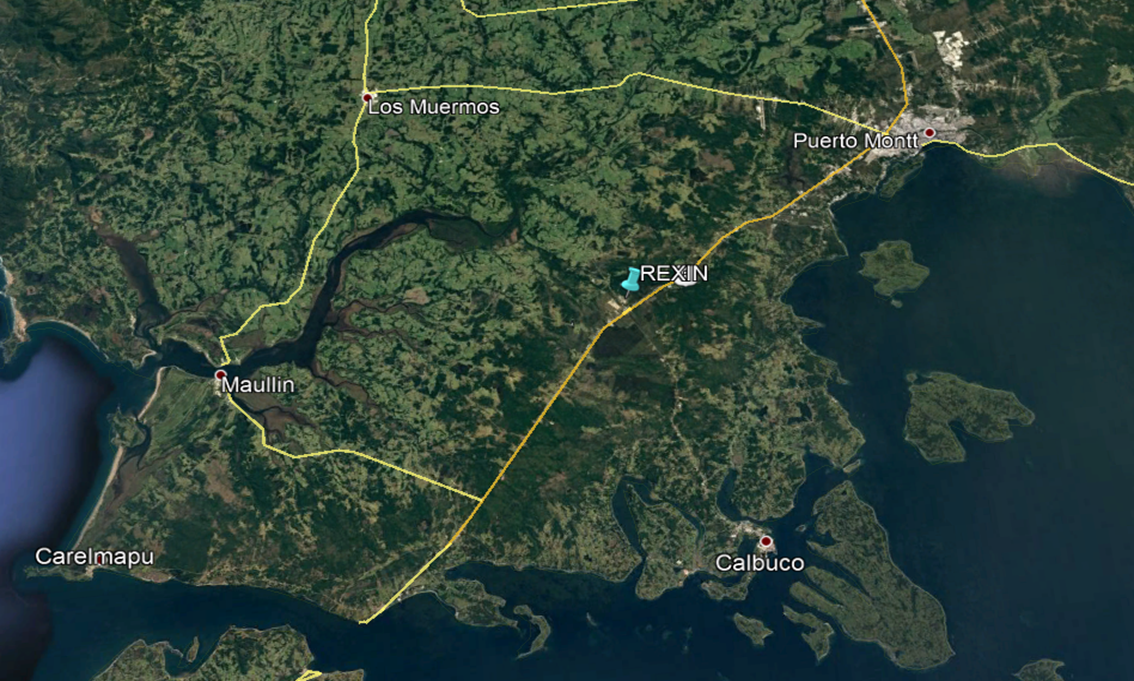 Los Muermos
Puerto Montt
REXIN
Maullin
Carelmapu
Calbuco